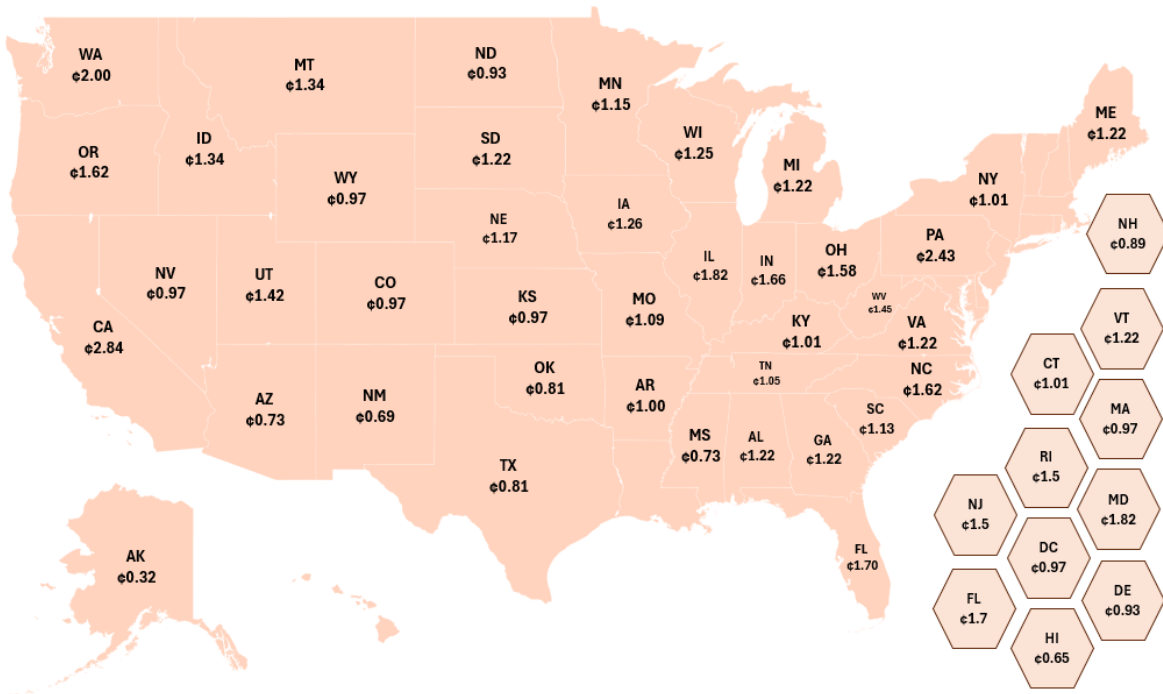 WA
¢2.00
MT
¢1.34
ND
¢0.93
MN
¢1.15
ME
¢1.22
OR
¢1.62
ID
¢1.34
SD
¢1.22
WI
¢1.25
MI
¢1.22
NY
¢1.01
WY
¢0.97
NE
¢1.17
IA
¢1.26
NH
¢0.89
NV
¢0.97
UT
¢1.42
CO
¢0.97
KS
¢0.97
MO
¢1.09
IL
¢1.82
IN
¢1.66
OH
¢1.58
PA
¢2.43
WV
¢1.45
CA
¢2.84
KY
¢1.01
VA
¢1.22
VT
¢1.22
AZ
¢0.73
NM
¢0.69
OK
¢0.81
AR
¢1.00
TN
¢1.05
NC
¢1.62
CT
¢1.01
TX
¢0.81
MS
¢0.73
AL
¢1.22
GA
¢1.22
SC
¢1.13
MA
¢0.97
RI
¢1.5
NJ
¢1.5
MD
¢1.82
AK
¢0.32
FL
¢1.70
DC
¢0.97
FL
¢1.7
DE
¢0.93
HI
¢0.65